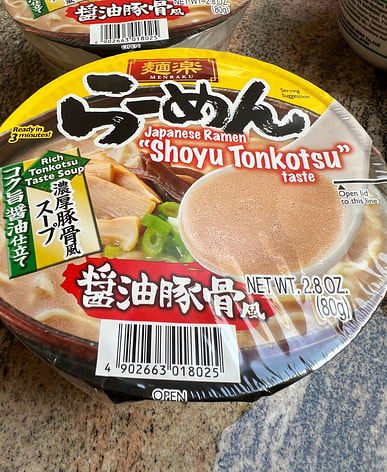 醤油豚骨風
NET WT. 2.8 OZ.
(80g)
4 902663 018025
OPEN
麺楽
MENRAKU
らーめん
Serving
Suggestion
Ready in
3 minutes!
Japanese Ramen
"Shoyu Tonkotsu"
taste
Rich
Tonkotsu
Taste Soup
濃厚豚骨風
スープ
コク旨醤油仕立て
Open lid
to this line
醤油豚骨風
NET WT. 2.8 OZ.
(80g)
4 902663 018025
OPEN